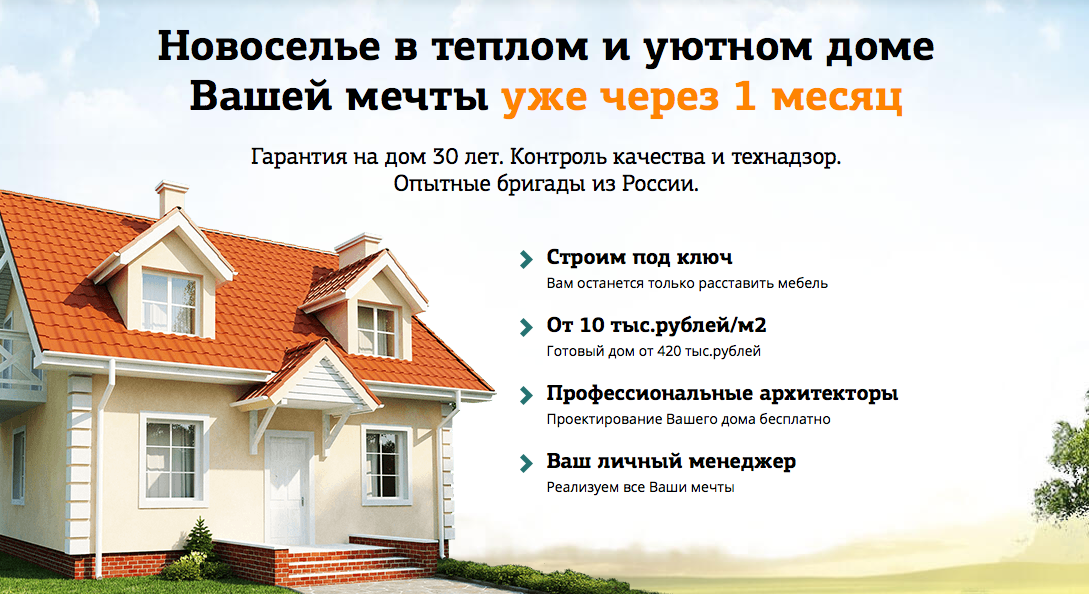 Новоселье в теплом и уютном доме
Вашей мечты уже через 1 месяц
Гарантия на дом 30 лет. Контроль качества и технадзор.
Опытные бригады из России.
Строим под ключ
Вам останется только расставить мебель
От 10 тыс.рублей/м2
Готовый дом от 420 тыс.рублей
Профессиональные архитекторы
Проектирование Вашего дома бесплатно
Ваш личный менеджер
Реализуем все Ваши мечты